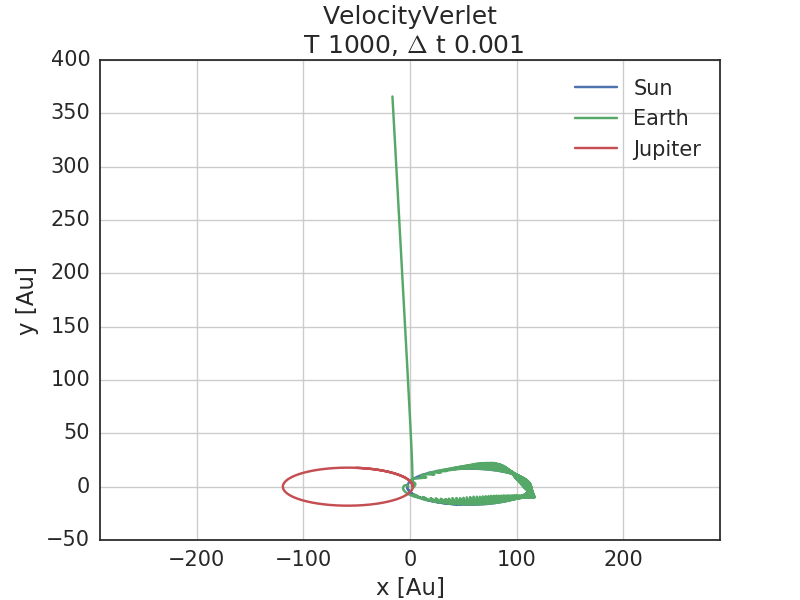 VelocityVerlet
T 1000, Δ t 0.001
400
350
300
250
200
150
100
50
0
−50
y [Au]
Sun
Earth
Jupiter
−200 −100 0 100 200
x [Au]